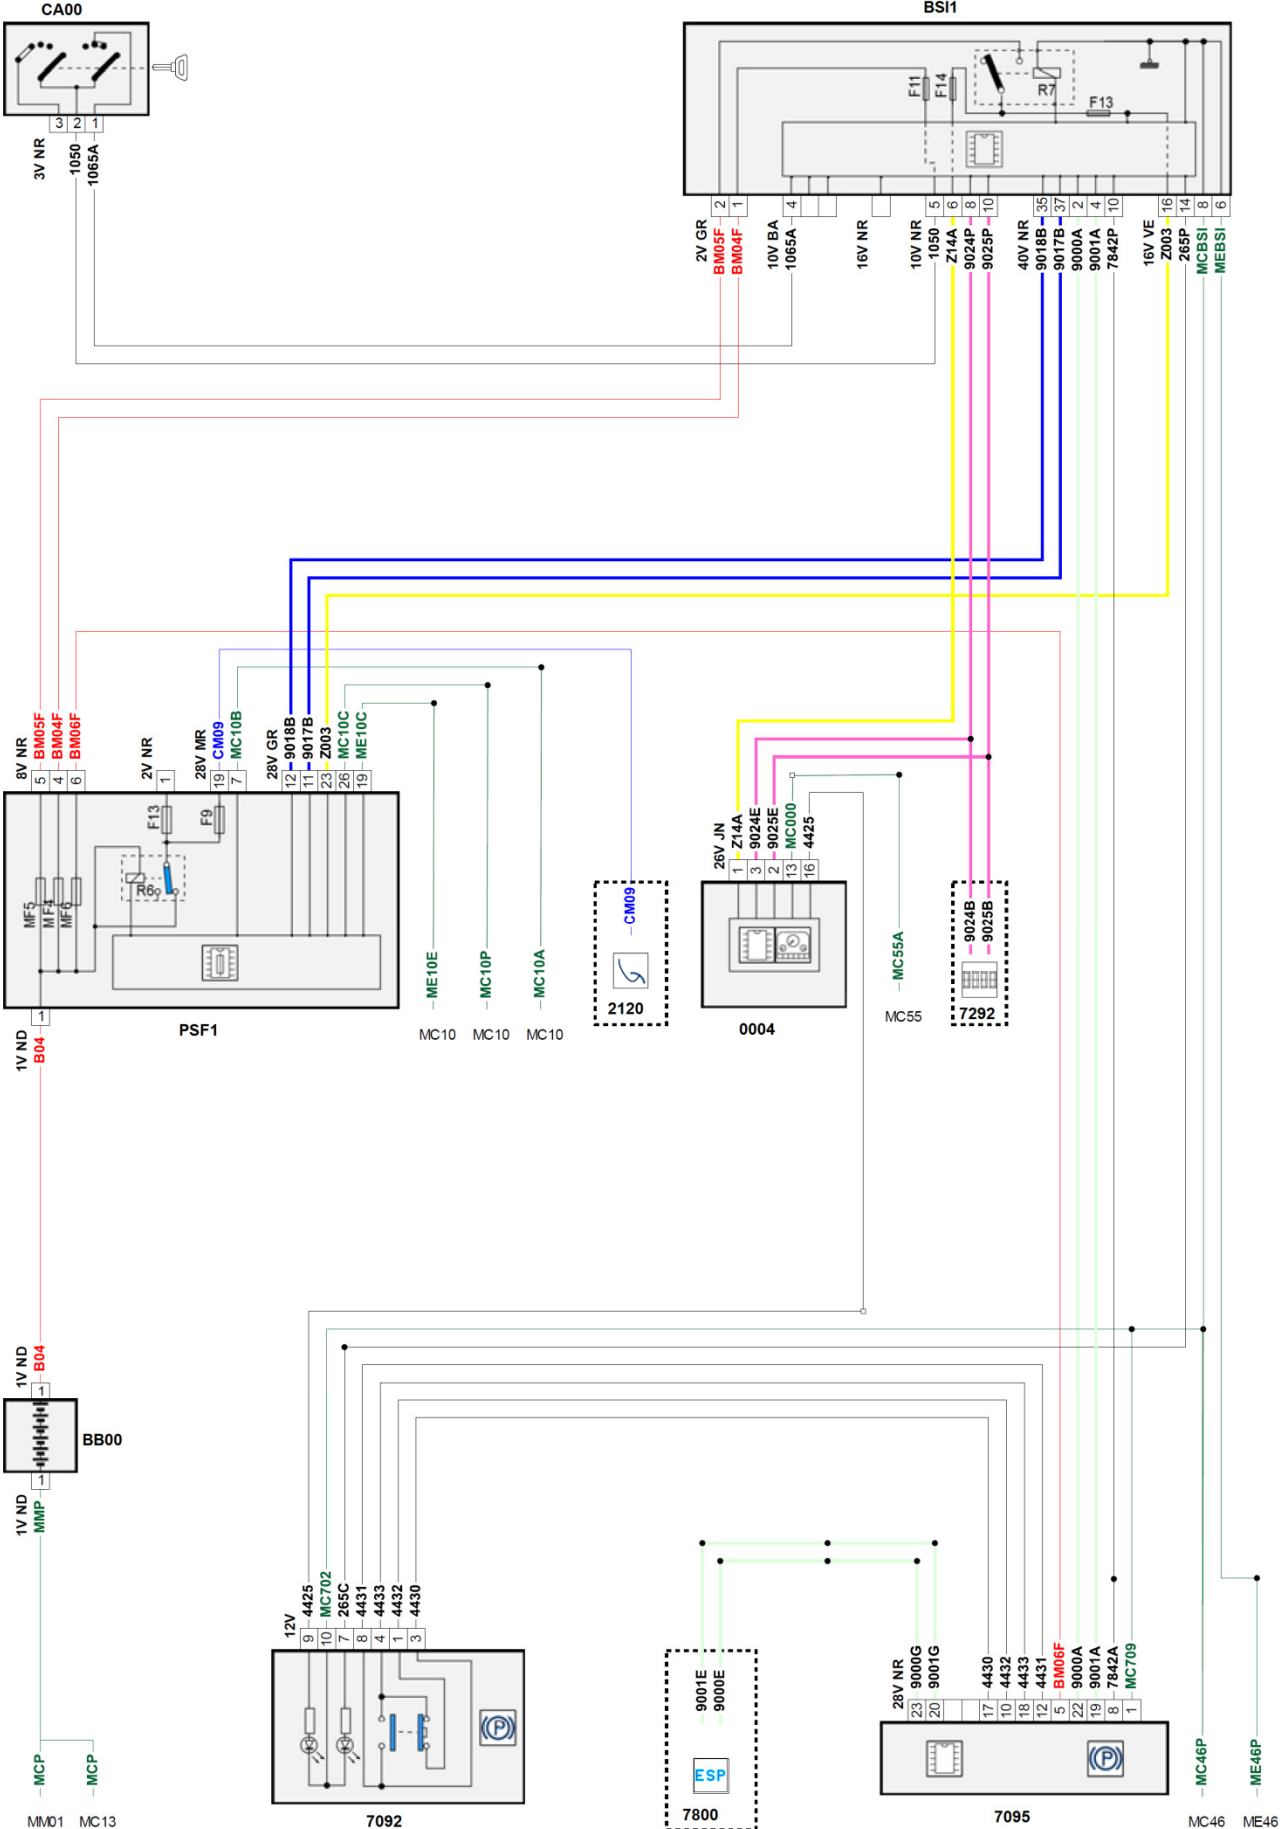 CA00
BSI1
F11
F14
R7
F13
3 2 1
3V NR
1050
1065A
2 1 4 5 6 8 10 35 37 2 4 10 16 14 8 6
2V GR
BM05F
BM04F
10V BA
1065A
16V NR
10V NR
1050
Z14A
9024P
9025P
40V NR
9018B
9017B
9000A
9001A
7842P
16V VE
Z003
265P
MCBSI
MEBSI
8V NR
BM05F
BM04F
BM06F
2V NR
28V MR
CM09
MC10B
28V GR
9018B
9017B
Z003
MC10C
ME10C
5 4 6 1 19 7 12 11 23 26 19
F13
F9
R6
MF5
MF4
MF6
1
PSF1
1V ND
B04
ME10E
MC10P
MC10A
MC10
MC10
MC10
CM09
2120
26V JN
Z14A
9024E
9025E
MC000
4425
1 3 2 13 16
0004
MC55A
MC55
9024B
9025B
7292
1V ND
B04
1
BB00
1
1V ND
MMP
MCP
MCP
MM01
MC13
12V
4425
MC702
265C
4431
4433
4432
4430
9 10 7 8 4 1 3
P
7092
9001E
9000E
ESP
7800
28V NR
9000G
9001G
4430
4432
4433
4431
BM06F
9000A
9001A
7842A
MC709
23 20 17 10 18 12 5 22 19 8 1
P
7095
MC46P
ME46P
MC46
ME46